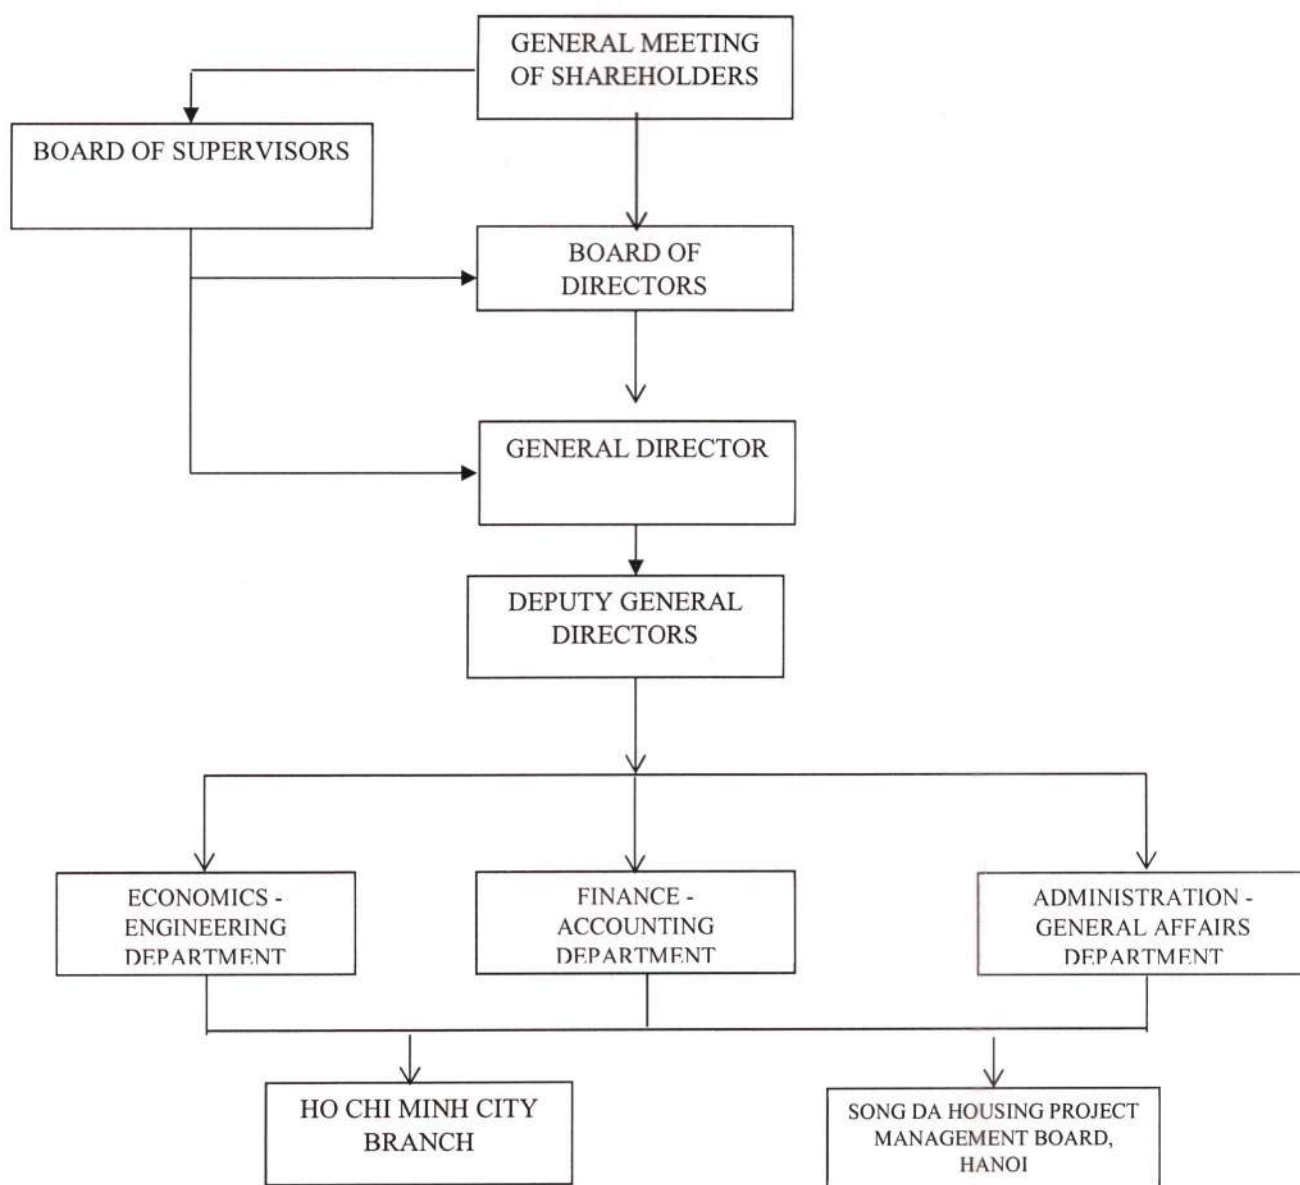 GENERAL MEETING
OF SHAREHOLDERS
BOARD OF SUPERVISORS
BOARD OF
DIRECTORS
GENERAL DIRECTOR
DEPUTY GENERAL
DIRECTORS
ECONOMICS -
ENGINEERING
DEPARTMENT
FINANCE -
ACCOUNTING
DEPARTMENT
ADMINISTRATION -
GENERAL AFFAIRS
DEPARTMENT
HO CHI MINH CITY
BRANCH
SONG DA HOUSING PROJECT
MANAGEMENT BOARD,
HANOI